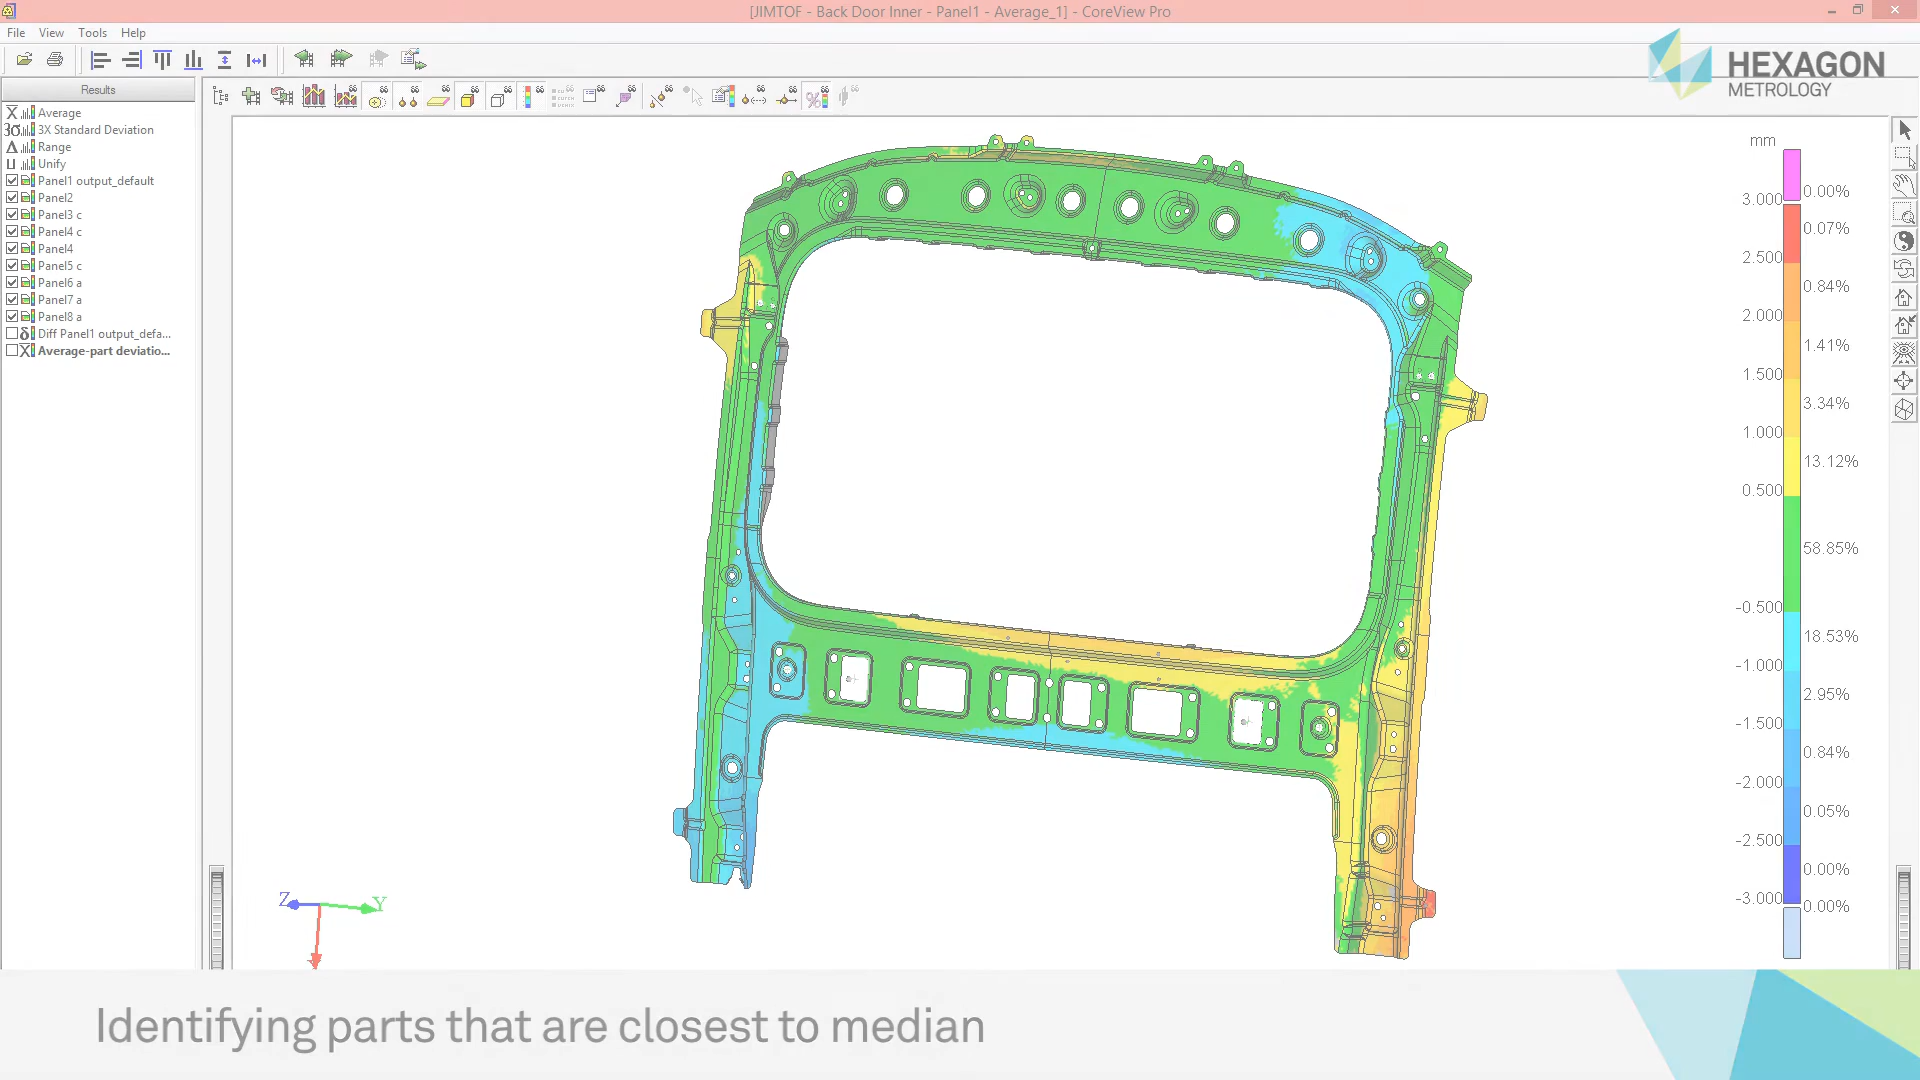 [JIMTOF - Back Door Inner - Panel1 - Average_1] - CoreView Pro
File View Tools Help
HEXAGON
METROLOGY
Results
Average
3σ 3X Standard Deviation
Range
Unify
Panel1 output_default
Panel2
Panel3 c
Panel4 c
Panel4
Panel5 c
Panel6 a
Panel7 a
Panel8 a
δ Diff Panel1 output_defa...
Average-part deviatio...
mm
0.00%
3.000
0.07%
2.500
0.84%
2.000
1.41%
1.500
3.34%
1.000
13.12%
0.500
58.85%
-0.500
18.53%
-1.000
2.95%
-1.500
0.84%
-2.000
0.05%
-2.500
0.00%
-3.000
0.00%
Z Y
Identifying parts that are closest to median